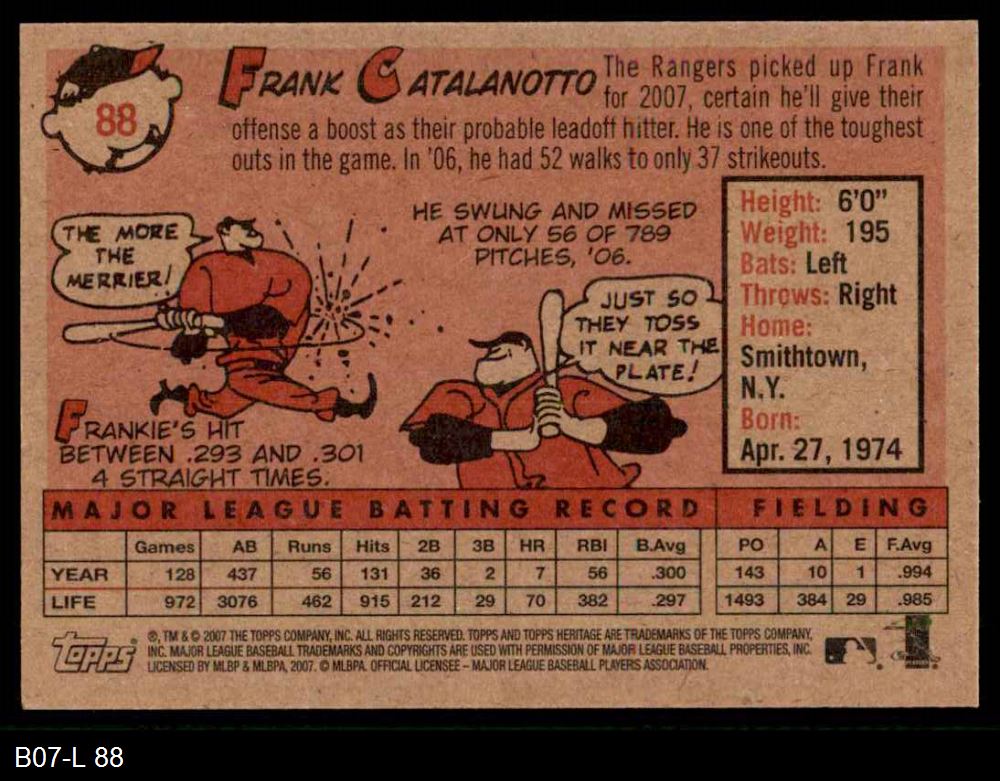 88
FRANK CATALANOTTO
The Rangers picked up Frank
for 2007, certain he'll give their
offense a boost as their probable leadoff hitter. He is one of the toughest
outs in the game. In '06, he had 52 walks to only 37 strikeouts.
THE MORE
THE
MERRIER!
HE SWUNG AND MISSED
AT ONLY 56 OF 789
PITCHES, '06.
JUST SO
THEY TOSS
IT NEAR THE
PLATE!
FRANKIE'S HIT
BETWEEN .293 AND .301
4 STRAIGHT TIMES.
Height: 6'0"
Weight: 195
Bats: Left
Throws: Right
Home:
Smithtown,
N.Y.
Born:
Apr. 27, 1974
MAJOR LEAGUE BATTING RECORD FIELDING
Games AB Runs Hits 2B 3B HR RBI B.Avg PO A E F.Avg
YEAR 128 437 56 131 36 2 7 56 .300 143 10 1 .994
LIFE 972 3076 462 915 212 29 70 382 .297 1493 384 29 .985
TOPPS
®, TM & © 2007 THE TOPPS COMPANY, INC. ALL RIGHTS RESERVED. TOPPS AND TOPPS HERITAGE ARE TRADEMARKS OF THE TOPPS COMPANY,
INC. MAJOR LEAGUE BASEBALL TRADEMARKS AND COPYRIGHTS ARE USED WITH PERMISSION OF MAJOR LEAGUE BASEBALL PROPERTIES, INC.
LICENSED BY MLBP & MLBPA, 2007. © MLBPA. OFFICIAL LICENSEE – MAJOR LEAGUE BASEBALL PLAYERS ASSOCIATION.
B07-L 88